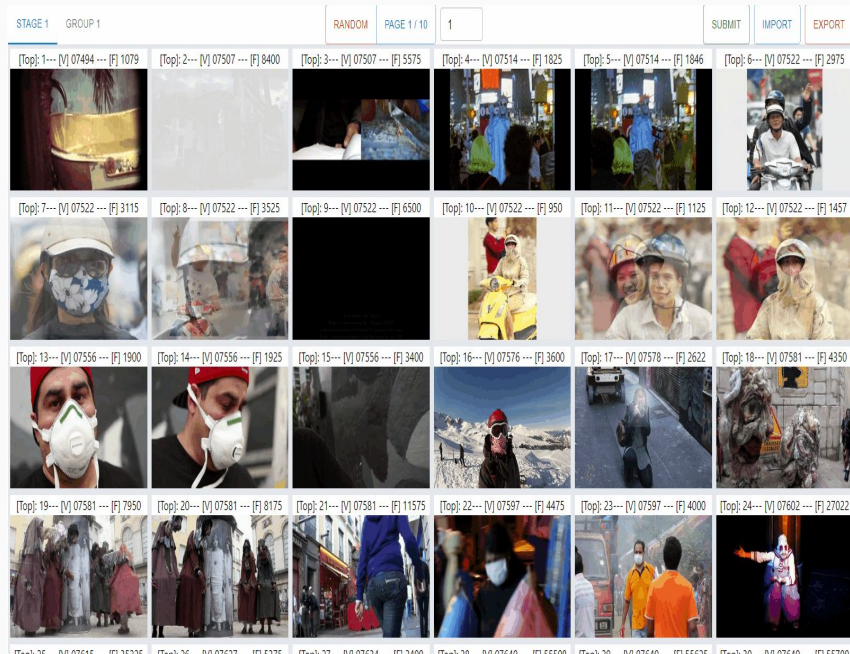 STAGE 1 GROUP 1 RANDOM PAGE 1 / 10 1 SUBMIT IMPORT EXPORT
[Top]: 1--- [V] 07494 --- [F] 1079 [Top]: 2--- [V] 07507 --- [F] 8400 [Top]: 3--- [V] 07507 --- [F] 5575 [Top]: 4--- [V] 07514 --- [F] 1825 [Top]: 5--- [V] 07514 --- [F] 1846 [Top]: 6--- [V] 07522 --- [F] 2975
[Top]: 7--- [V] 07522 --- [F] 3115 [Top]: 8--- [V] 07522 --- [F] 3525 [Top]: 9--- [V] 07522 --- [F] 6500 [Top]: 10--- [V] 07522 --- [F] 950 [Top]: 11--- [V] 07522 --- [F] 1125 [Top]: 12--- [V] 07522 --- [F] 1457
[Top]: 13--- [V] 07556 --- [F] 1900 [Top]: 14--- [V] 07556 --- [F] 1925 [Top]: 15--- [V] 07556 --- [F] 3400 [Top]: 16--- [V] 07576 --- [F] 3600 [Top]: 17--- [V] 07578 --- [F] 2622 [Top]: 18--- [V] 07581 --- [F] 4350
[Top]: 19--- [V] 07581 --- [F] 7950 [Top]: 20--- [V] 07581 --- [F] 8175 [Top]: 21--- [V] 07581 --- [F] 11575 [Top]: 22--- [V] 07597 --- [F] 4475 [Top]: 23--- [V] 07597 --- [F] 4000 [Top]: 24--- [V] 07602 --- [F] 27022